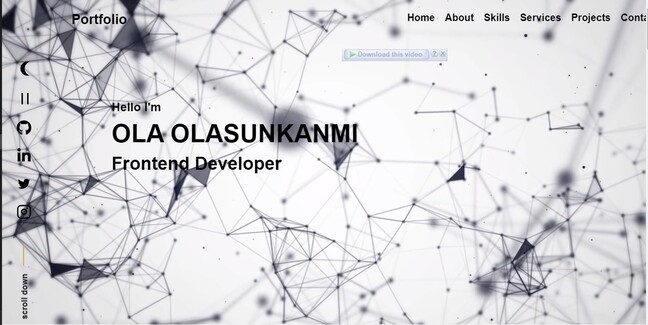 Portfolio
Home About Skills Services Projects Conta
Download this video
Hello I'm
OLA OLASUNKANMI
Frontend Developer
scroll down